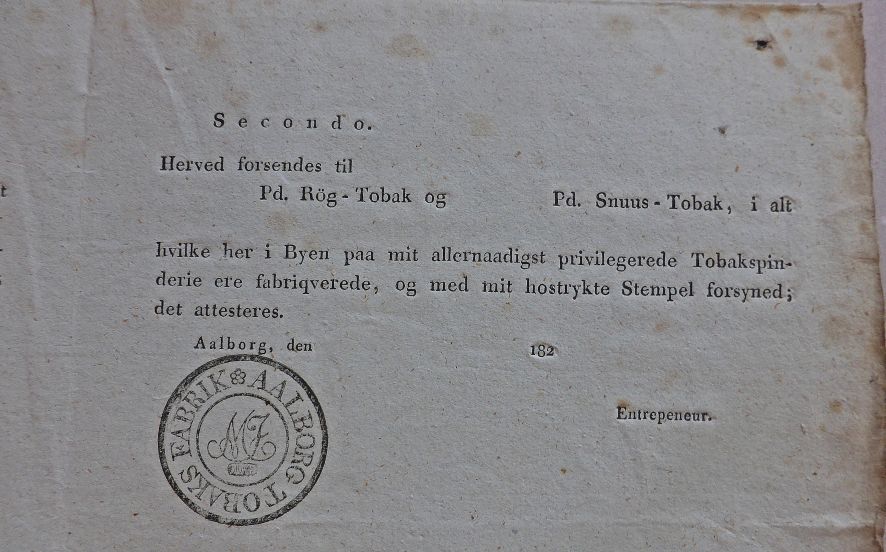 Secondo.
Herved forsendes til
Pd. Rög-Tobak og Pd. Snuus-Tobak, i alt
hvilke her i Byen paa mit allernaadigst privilegerede Tobakspin-
derie ere fabriqverede, og med mit hostrykte Stempel forsyned;
det attesteres.
Aalborg, den 182
Entrepeneur.
AALBORG TOBAKS FABRIK